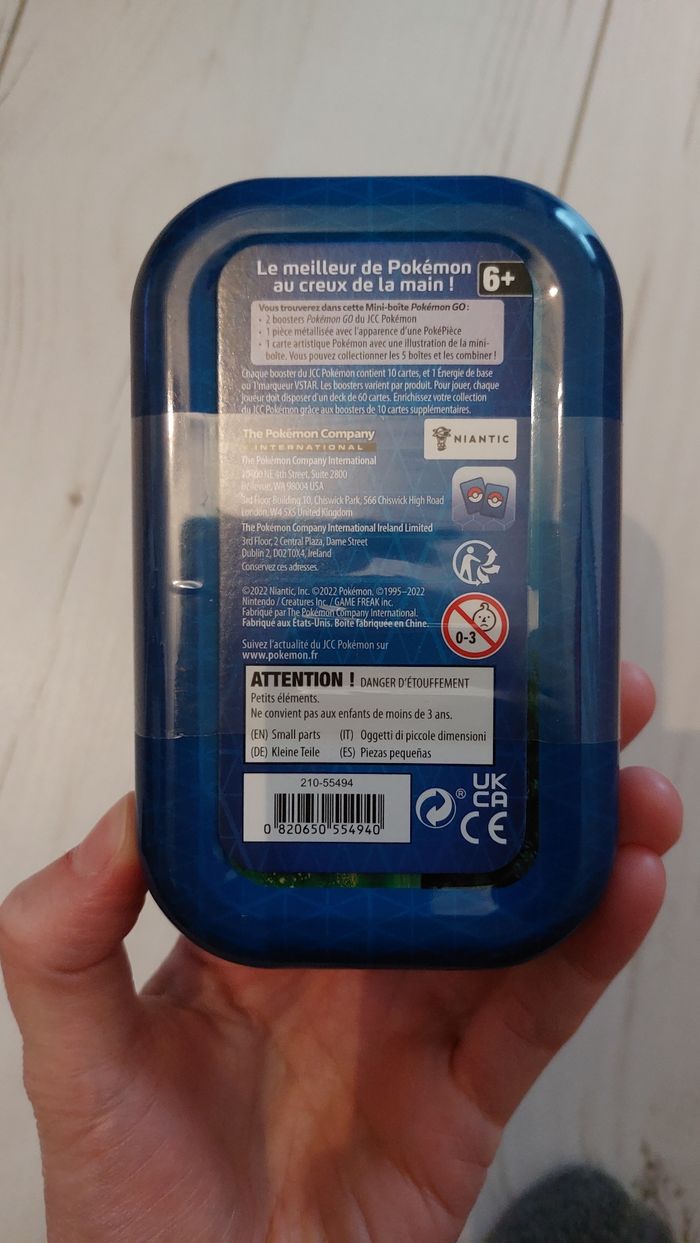 Le meilleur de Pokémon
au creux de la main !
6+
Vous trouverez dans cette Mini-boîte Pokémon GO :
• 2 boosters Pokémon GO du JCC Pokémon
• 1 pièce métallisée avec l'apparence d'une PokéPièce
• 1 carte artistique Pokémon avec une illustration de la mini-
boîte. Vous pouvez collectionner les 5 boîtes et les combiner !
Chaque booster du JCC Pokémon contient 10 cartes, et 1 Énergie de base
ou 1 marqueur VSTAR. Les boosters varient par produit. Pour jouer, chaque
joueur doit disposer d'un deck de 60 cartes. Enrichissez votre collection
du JCC Pokémon grâce aux boosters de 10 cartes supplémentaires.
The Pokémon Company
INTERNATIONAL
NIANTIC
The Pokémon Company International
NE 4th Street, Suite 2800
Bellevue, WA 98004 USA
3rd Floor Building 10, Chiswick Park, 566 Chiswick High Road
London, W4 5XS United Kingdom
The Pokémon Company International Ireland Limited
3rd Floor, 2 Central Plaza, Dame Street
Dublin 2, D02 T0X4, Ireland
Conservez ces adresses.
©2022 Niantic, Inc. ©2022 Pokémon. ©1995–2022
Nintendo / Creatures Inc. / GAME FREAK inc.
Fabriqué par The Pokémon Company International.
Fabriqué aux États-Unis. Boîte fabriquée en Chine.
0-3
Suivez l'actualité du JCC Pokémon sur
www.pokemon.fr
ATTENTION ! DANGER D'ÉTOUFFEMENT
Petits éléments.
Ne convient pas aux enfants de moins de 3 ans.
(EN) Small parts (IT) Oggetti di piccole dimensioni
(DE) Kleine Teile (ES) Piezas pequeñas
210-55494
0 820650 554940
®
UK
CA
CE